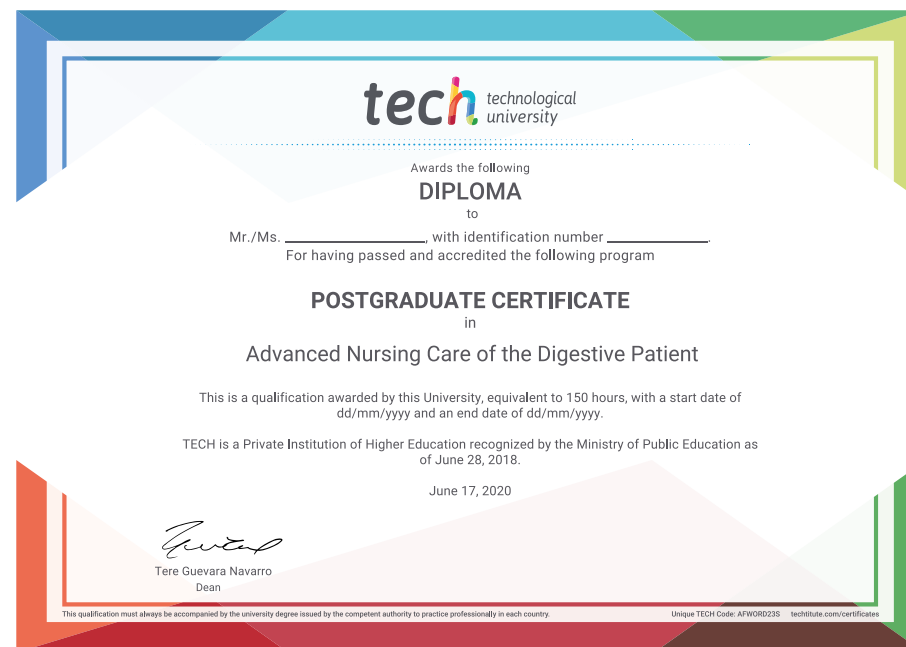 tech technological
university
Awards the following
DIPLOMA
to
Mr./Ms. ____________________, with identification number ______________.
For having passed and accredited the following program
POSTGRADUATE CERTIFICATE
in
Advanced Nursing Care of the Digestive Patient
This is a qualification awarded by this University, equivalent to 150 hours, with a start date of
dd/mm/yyyy and an end date of dd/mm/yyyy.
TECH is a Private Institution of Higher Education recognized by the Ministry of Public Education as
of June 28, 2018.
June 17, 2020
Tere Guevara Navarro
Dean
This qualification must always be accompanied by the university degree issued by the competent authority to practice professionally in each country. Unique TECH Code: AFWORD23S techtitute.com/certificates